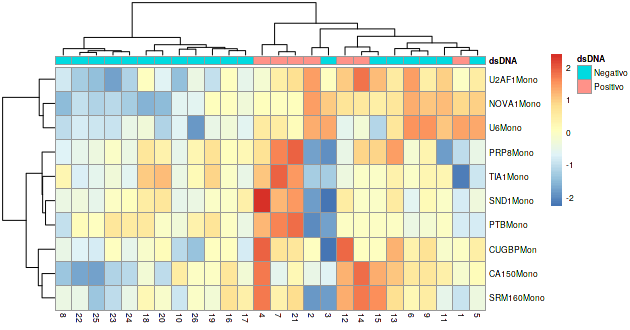 dsDNA
U2AF1Mono
NOVA1Mono
U6Mono
PRP8Mono
TIA1Mono
SND1Mono
PTBMono
CUGBPMon
CA150Mono
SRM160Mono
8 22 25 23 24 18 20 10 26 19 16 17 4 7 21 2 3 12 14 15 13 6 9 11 1 5
2
1
0
-1
-2
dsDNA
Negativo
Positivo